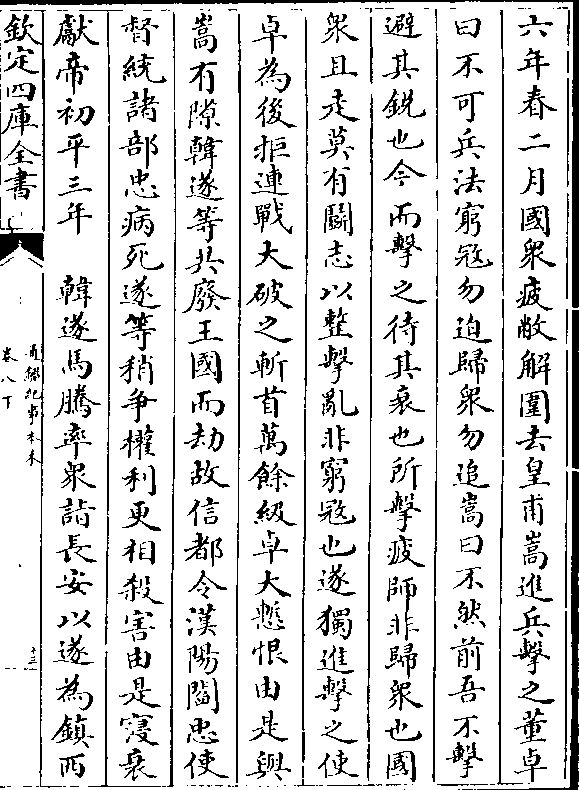 六年春二月國衆疲敝解圍去皇甫嵩進兵擊之董卓
曰不可兵法窮寇勿迫歸衆勿追嵩曰不然前吾不擊
避其鋭也今而擊之待其衰也所擊疲師非歸衆也國
衆且走莫有鬭志以整擊亂非窮寇也遂獨進擊之使
卓為後拒連戰大破之斬首萬餘級卓大慙恨由是與
嵩有隙韓遂等共廢王國而劫故信都令漢陽閻忠使
督統諸部忠病死遂等稍爭權利更相殺害由是寖衰
獻帝初平三年　韓遂馬騰率衆詣長安以遂為鎮西
欽定四庫全書
通鑑紀事本末
卷八下
十三